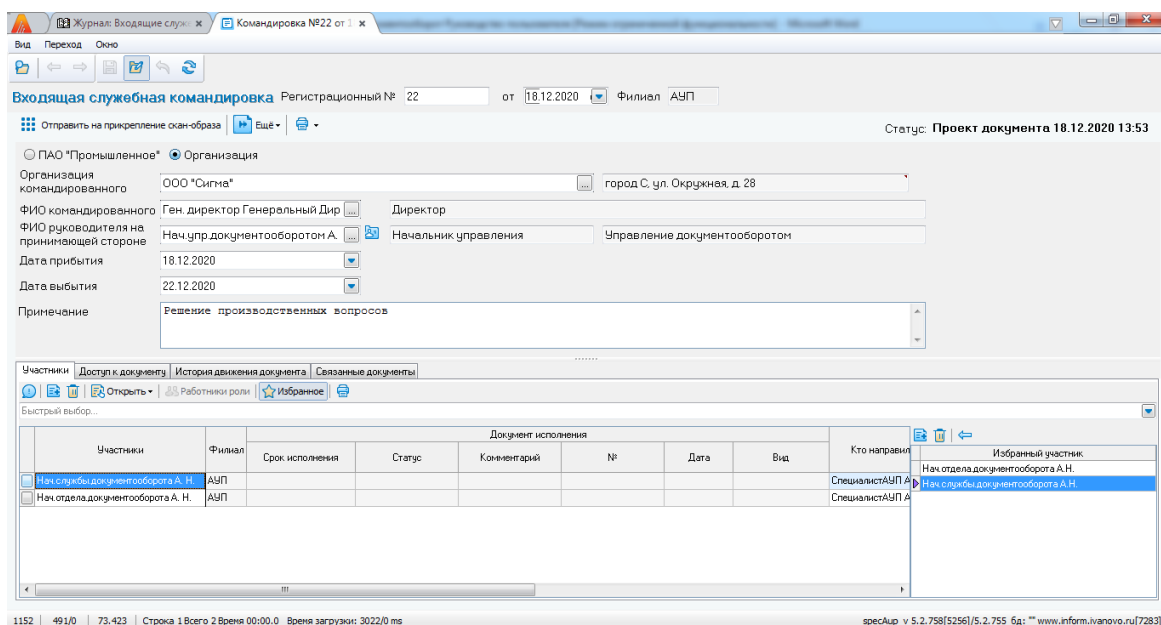 Журнал: Входящие служ
Командировка №22 от 1
Вид Переход Окно
Входящая служебная командировка Регистрационный № 22 от 18.12.2020 Филиал АУП
Отправить на прикрепление скан-образа Ещё
Статус: Проект документа 18.12.2020 13:53
ПАО "Промышленное" Организация
Организация командированного ООО "Сигма" ... город С, ул. Окружная, д. 28
ФИО командированного Ген. директор Генеральный Дир ... Директор
ФИО руководителя на принимающей стороне Нач.упр.документооборотом А. ... Начальник управления Управление документооборотом
Дата прибытия 18.12.2020
Дата выбытия 22.12.2020
Примечание Решение производственных вопросов
Участники Доступ к документу История движения документа Связанные документы
Открыть Работники роли Избранное
Быстрый выбор...
Документ исполнения
Участники Филиал Срок исполнения Статус Комментарий № Дата Вид Кто направил
Избранный участник
Нач.службы.документооборота А. Н. АУП СпециалистАУП А
Нач.отдела.документооборота А. Н. АУП СпециалистАУП А
Нач.отдела.документооборота А.Н.
Нач.службы.документооборота А.Н.
1152 491/0 73.423 Строка 1 Всего 2 Время 00:00.0 Время загрузки: 3022/0 ms specAup v 5.2.758[5256]/5.2.755 бд: "" www.inform.ivanovo.ru[7283]